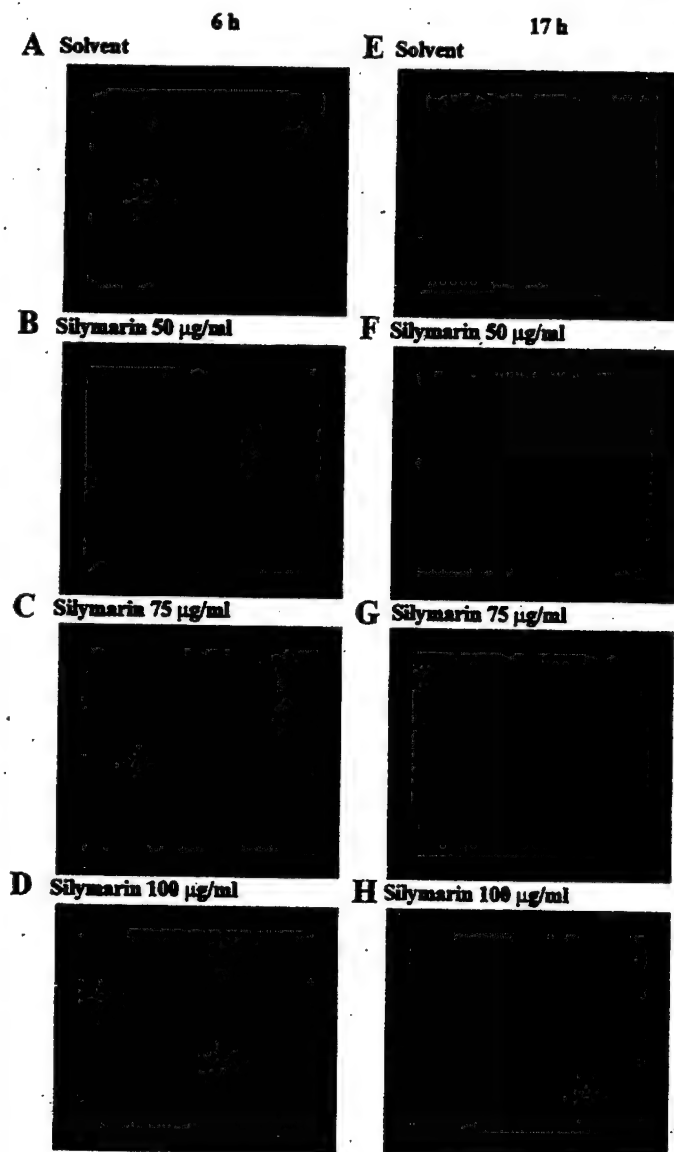 6 h
17 h
A Solvent
E Solvent
B Silymarin 50 µg/ml
F Silymarin 50 µg/ml
C Silymarin 75 µg/ml
G Silymarin 75 µg/ml
D Silymarin 100 µg/ml
H Silymarin 100 µg/ml